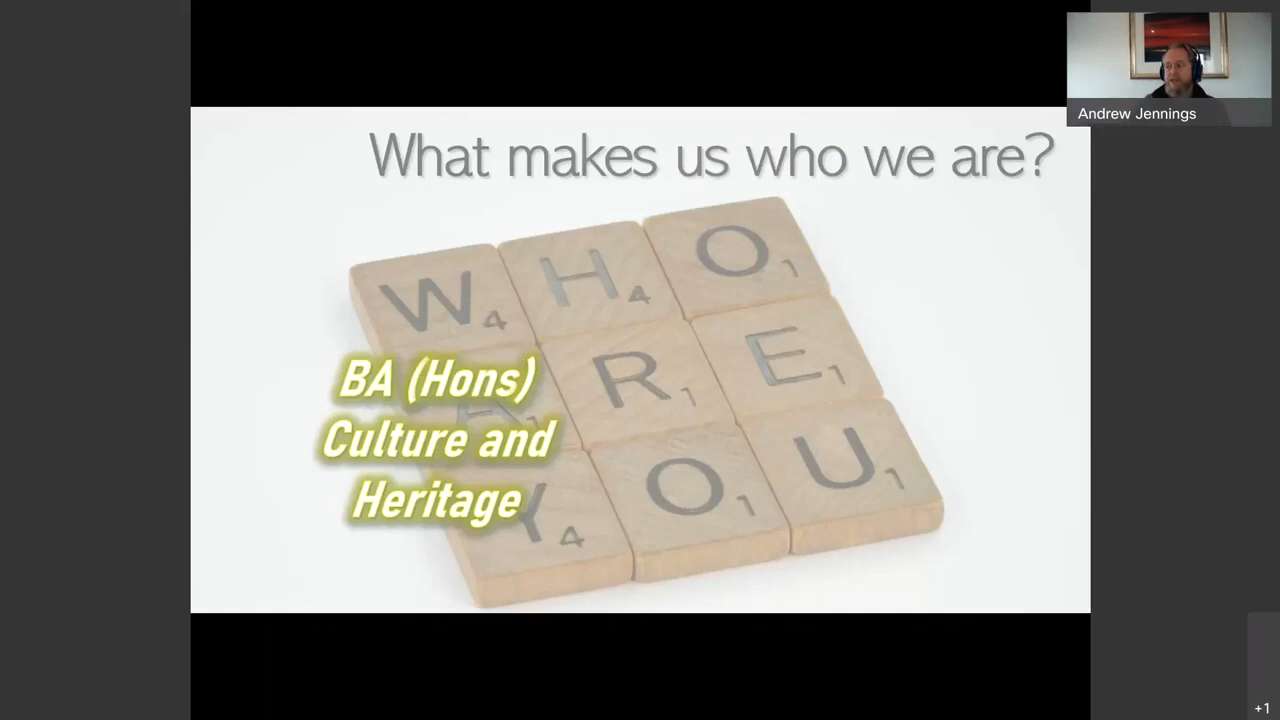 Andrew Jennings
What makes us who we are?
W4 H4 O1
A1 R1 E1
Y4 O1 U1
BA (Hons)
Culture and
Heritage
+1